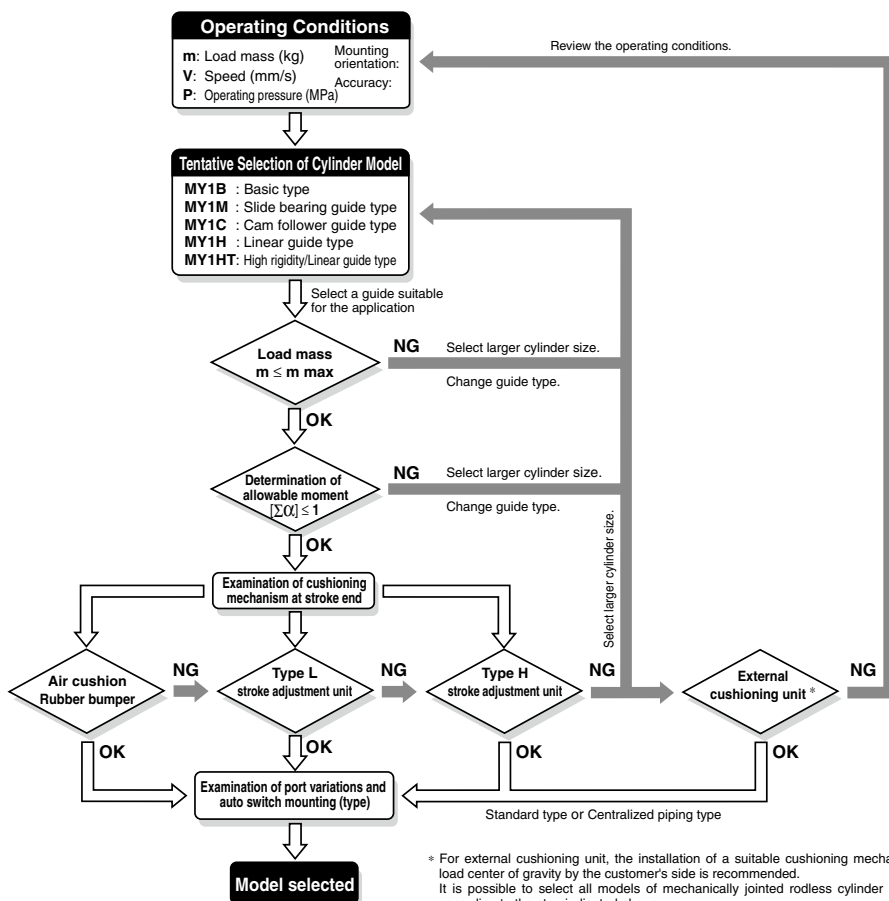 Operating Conditions
m: Load mass (kg)
V: Speed (mm/s)
P: Operating pressure (MPa)
Mounting
orientation:
Accuracy:
Review the operating conditions.
Tentative Selection of Cylinder Model
MY1B : Basic type
MY1M : Slide bearing guide type
MY1C : Cam follower guide type
MY1H : Linear guide type
MY1HT: High rigidity/Linear guide type
Select a guide suitable
for the application
Load mass
m ≤ m max
NG
Select larger cylinder size.
Change guide type.
OK
Determination of
allowable moment
[Σα] ≤ 1
NG
Select larger cylinder size.
Change guide type.
OK
Select larger cylinder size.
Examination of cushioning
mechanism at stroke end
Air cushion
Rubber bumper
NG
Type L
stroke adjustment unit
NG
Type H
stroke adjustment unit
NG
External
cushioning unit *
NG
OK
OK
OK
OK
Examination of port variations and
auto switch mounting (type)
Standard type or Centralized piping type
Model selected
* For external cushioning unit, the installation of a suitable cushioning
load center of gravity by the customer's side is recommended.
It is possible to select all models of mechanically jointed rodless cylinder